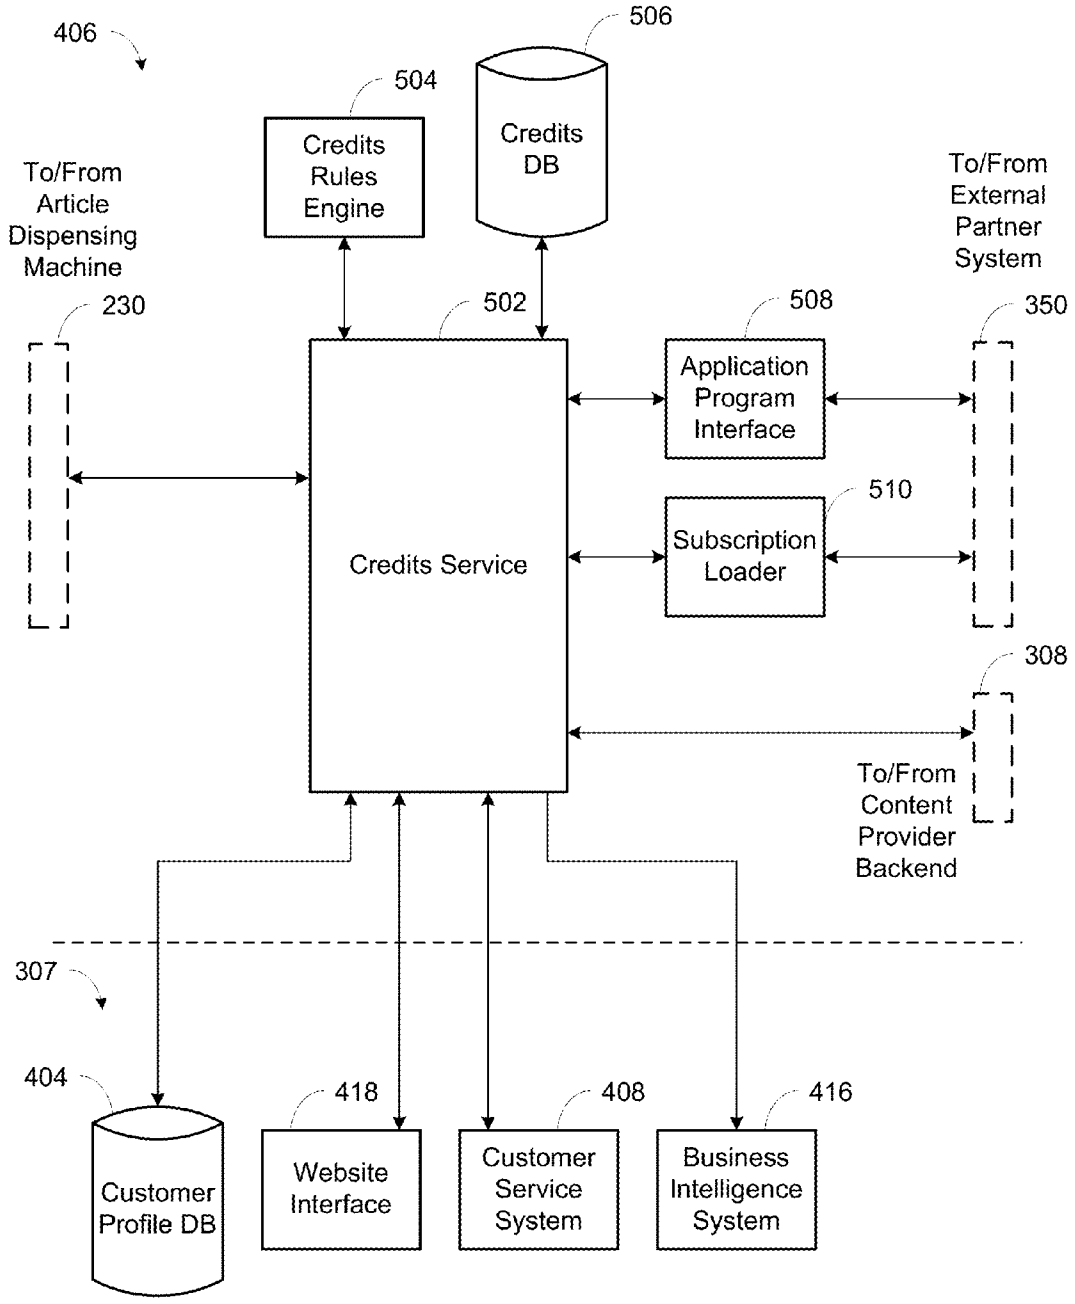 406
506
504
Credits
DB
Credits
Rules
Engine
To/From
Article
Dispensing
Machine
To/From
External
Partner
System
230
502
508
350
Application
Program
Interface
510
Subscription
Loader
Credits Service
308
To/From
Content
Provider
Backend
307
404
418
408
416
Customer
Profile DB
Website
Interface
Customer
Service
System
Business
Intelligence
System